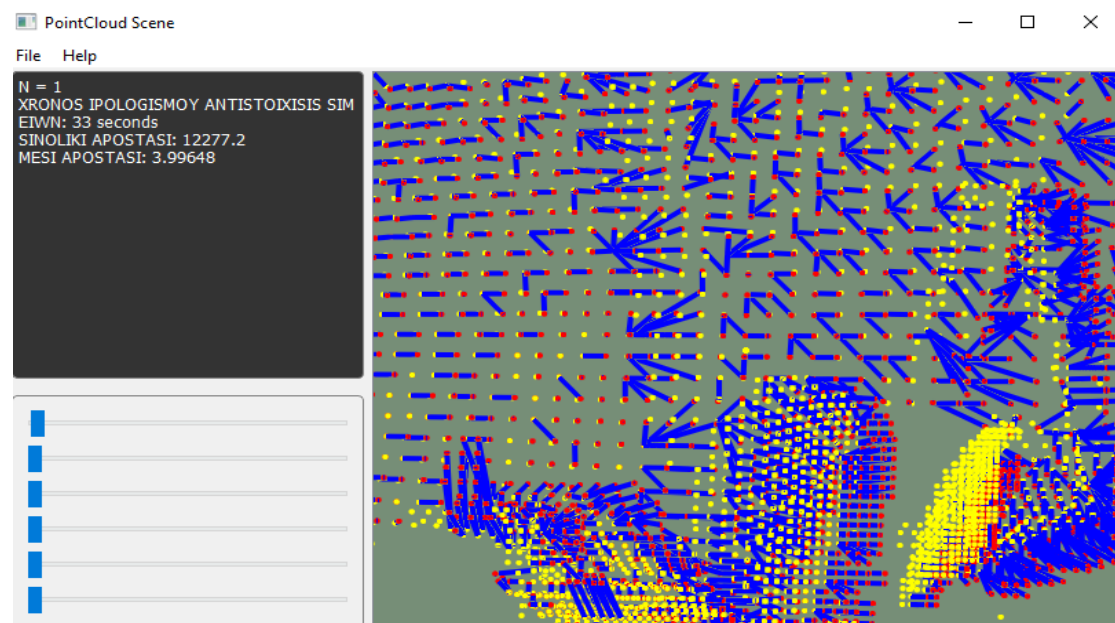 PointCloud Scene
File Help
N = 1
XRONOS IPOLOGISMOY ANTISTOIXISIS SIM
EIWN: 33 seconds
SINOLIKI APOSTASI: 12277.2
MESI APOSTASI: 3.99648